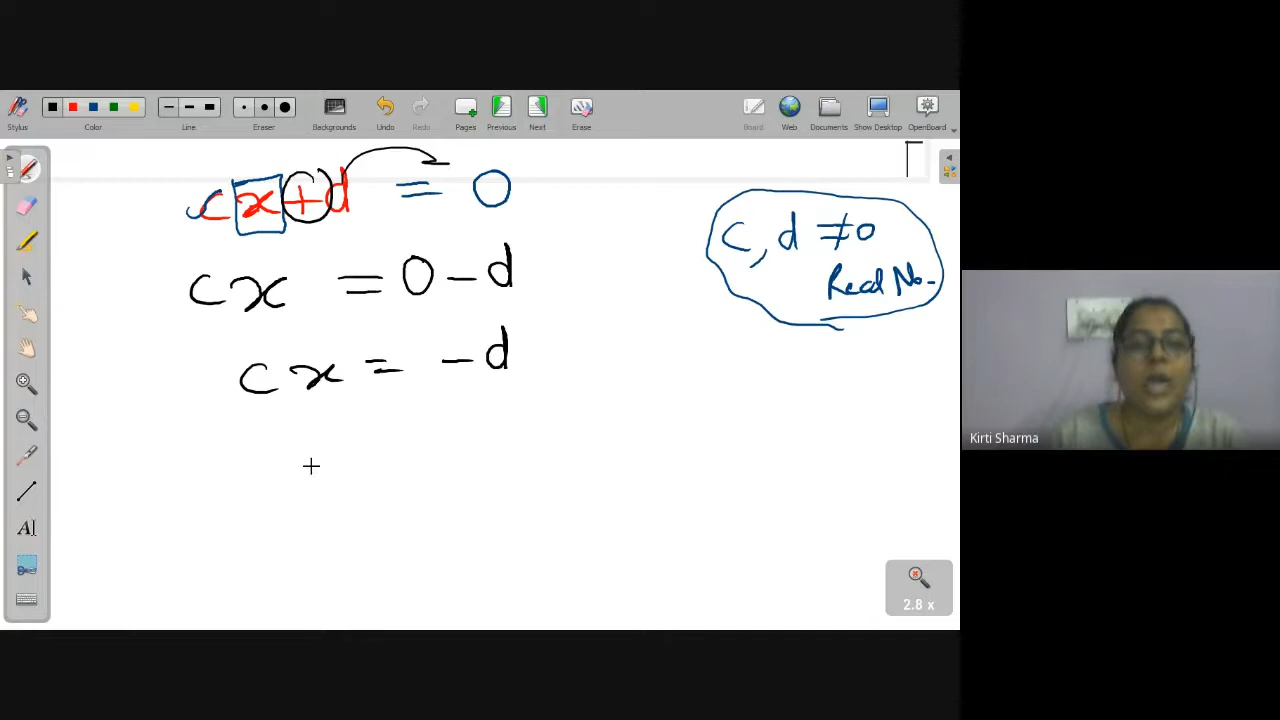 Stylus
Color
Line
Eraser
Backgrounds
Undo
Redo
Pages
Previous
Next
Erase
Board
Web
Documents
Show Desktop
OpenBoard
cx+d = 0
cx = 0-d
cx = -d
c, d ≠0
Real No.
Kirti Sharma
2.8 x